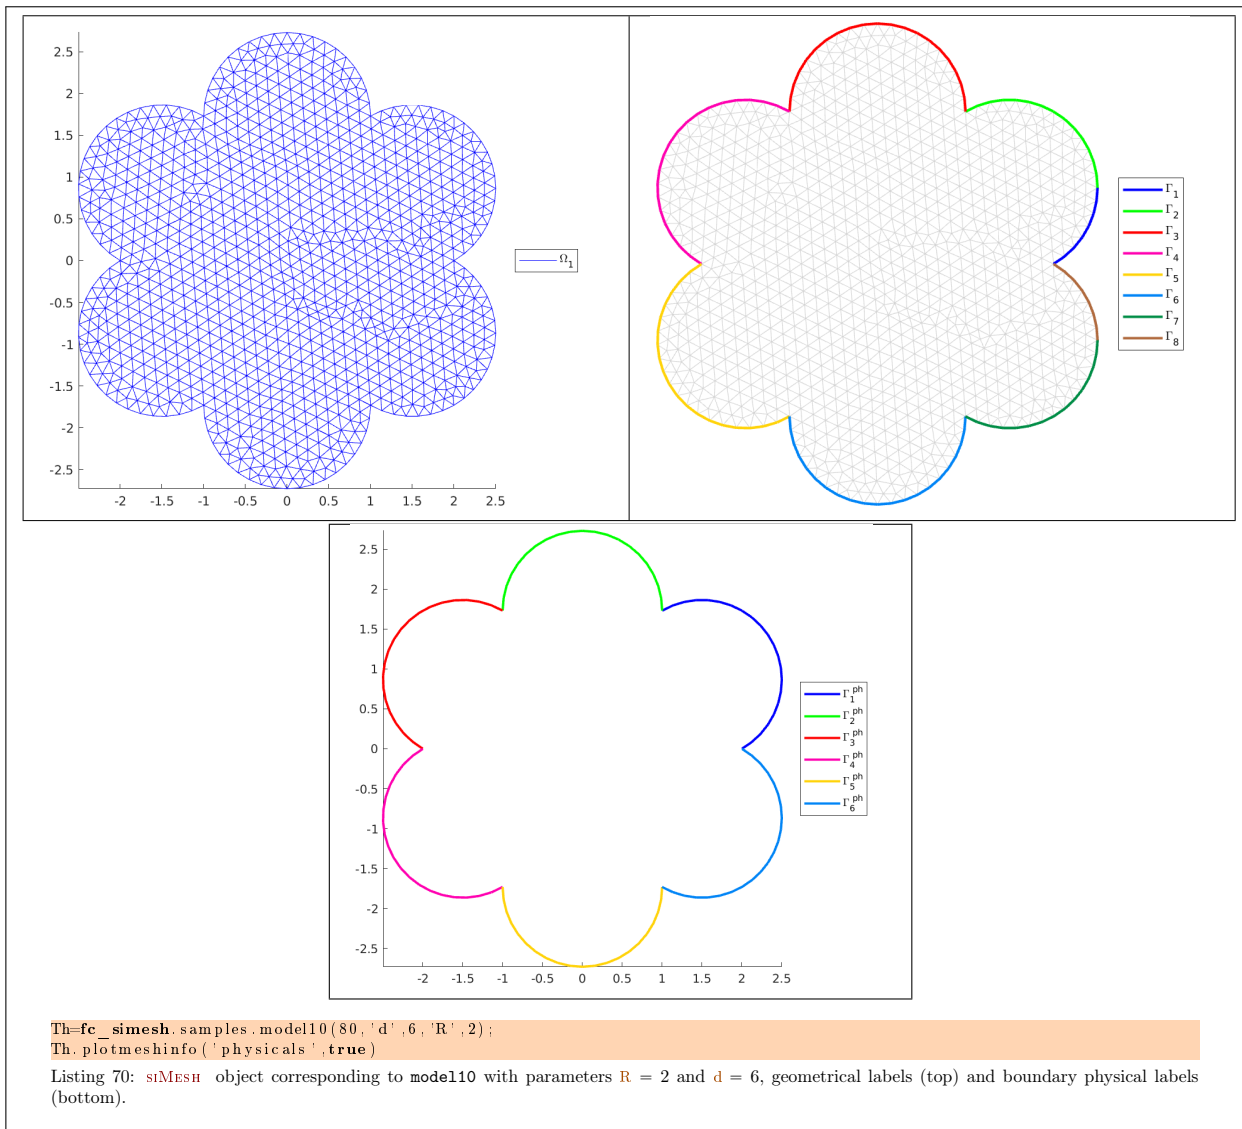 2.5
2
1.5
1
0.5
0
-0.5
-1
-1.5
-2
-2.5
-2 -1.5 -1 -0.5 0 0.5 1 1.5 2 2.5
Ω1
Γ1
Γ2
Γ3
Γ4
Γ5
Γ6
Γ7
Γ8
2.5
2
1.5
1
0.5
0
-0.5
-1
-1.5
-2
-2.5
-2 -1.5 -1 -0.5 0 0.5 1 1.5 2 2.5
Γ1ph
Γ2ph
Γ3ph
Γ4ph
Γ5ph
Γ6ph
Th=fc_simesh.samples.model10(80,'d',6,'R',2);
Th.plotmeshinfo('physicals',true)
Listing 70: siMesh object corresponding to model10 with parameters R = 2 and d = 6, geometrical labels (top) and boundary physical labels
(bottom).